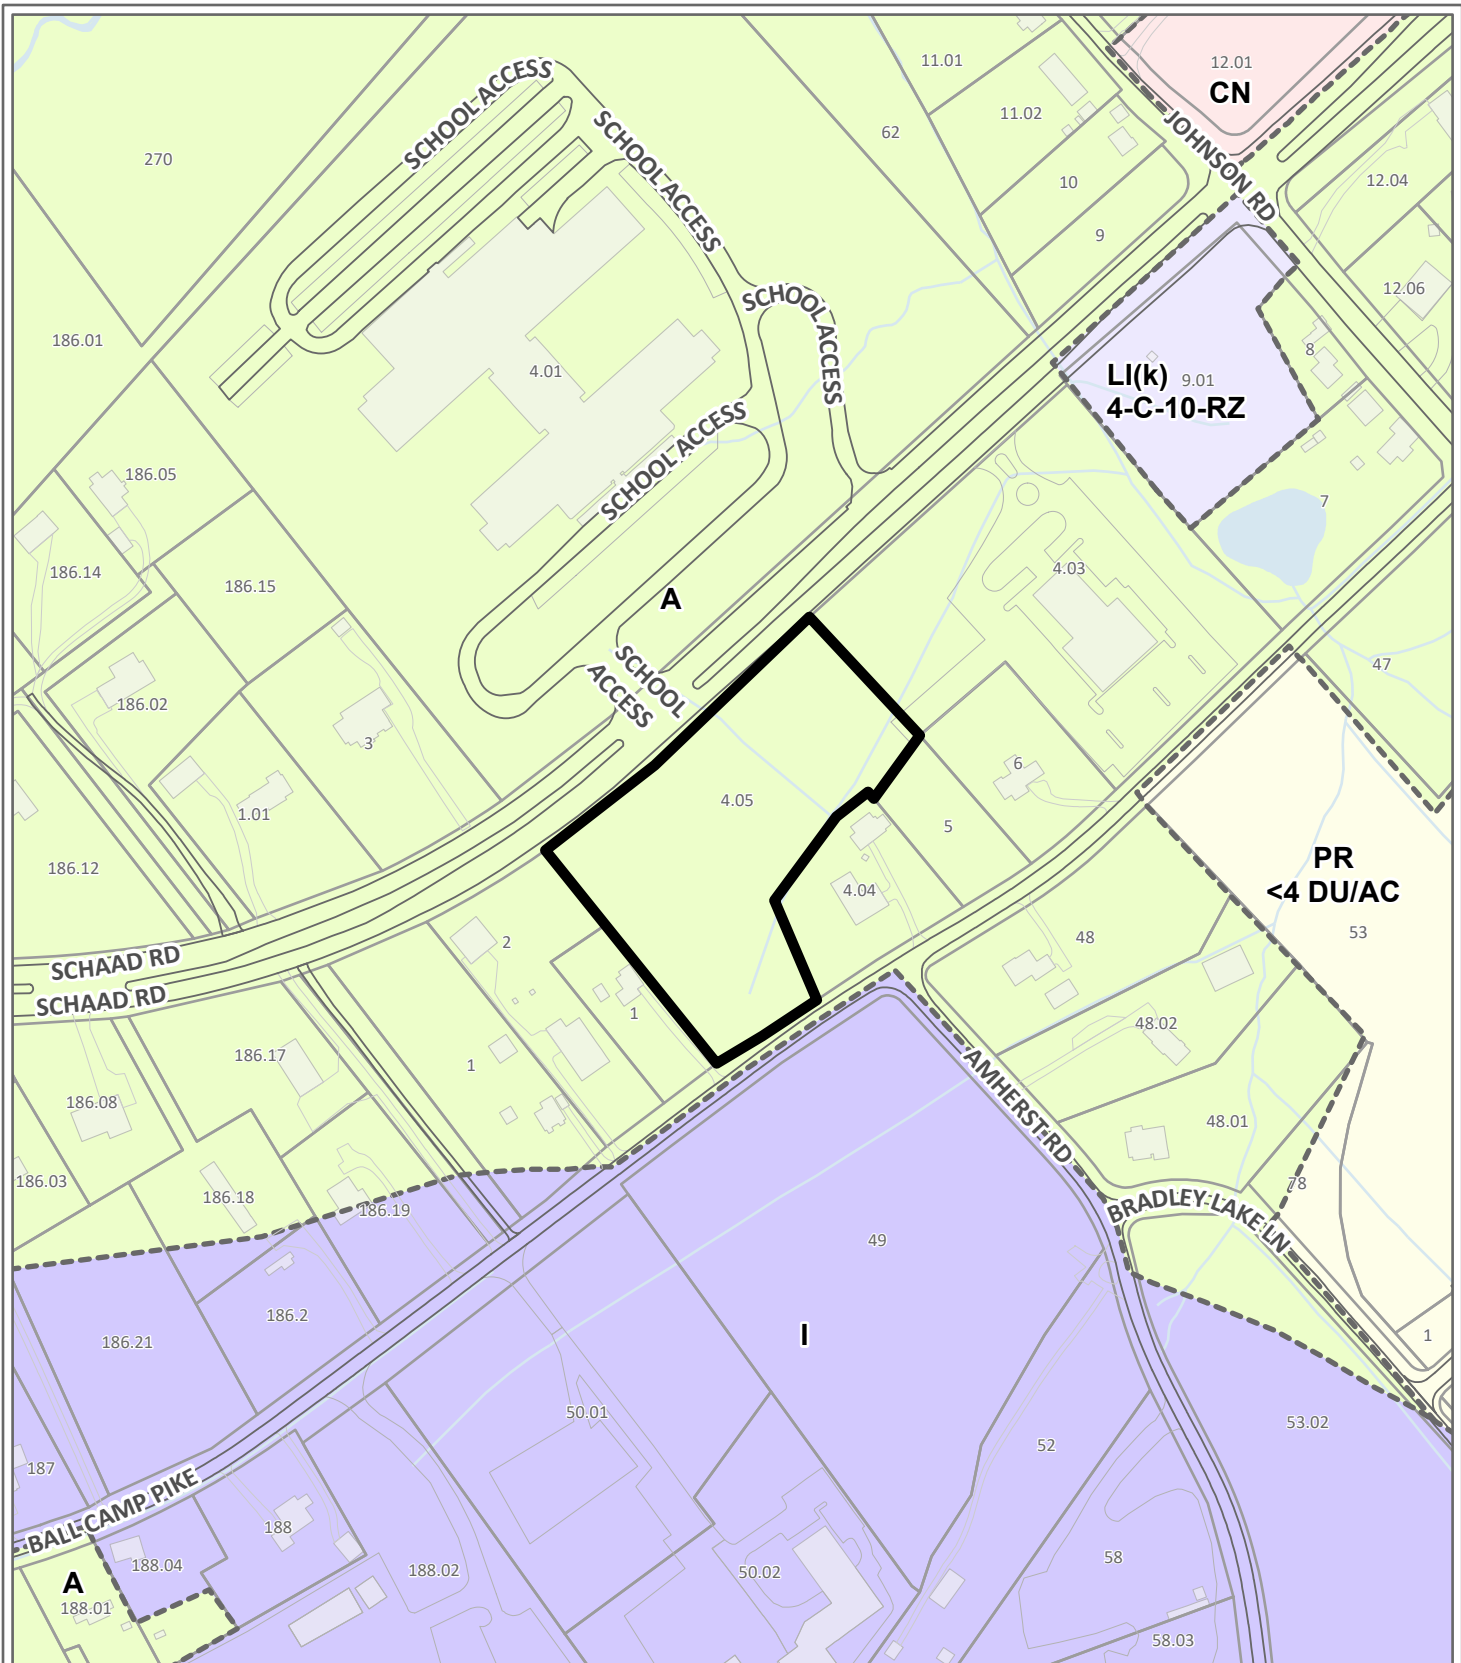 11.01
12.01
CN
SCHOOL ACCESS
11.02
JOHNSON RD
62
SCHOOL ACCESS
270
10
12.04
9
12.06
SCHOOL ACCESS
186.01
8
4.01
LI(k)
4-C-10-RZ
9.01
SCHOOL ACCESS
186.05
7
186.14
186.15
4.03
A
47
SCHOOL
ACCESS
186.02
3
6
4.05
1.01
5
186.12
PR
<4 DU/AC
4.04
53
48
2
SCHAAD RD
SCHAAD RD
1
48.02
186.17
1
AMHERST RD
186.08
48.01
186.03
186.18
78
186.19
BRADLEY LAKE LN
49
186.2
186.21
I
1
50.01
53.02
52
187
BALL CAMP PIKE
188
188.04
58
188.02
50.02
A
188.01
58.03